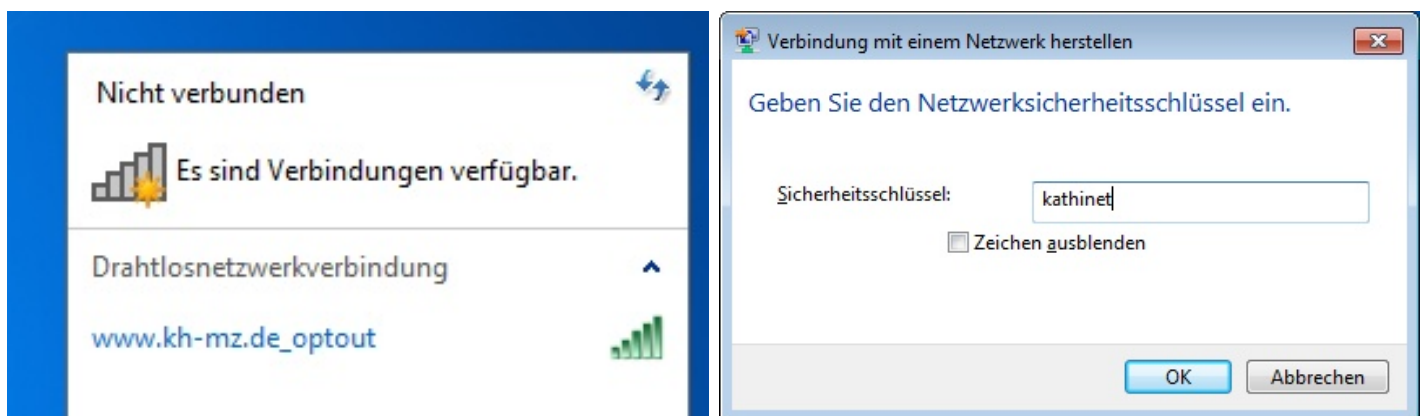 Nicht verbunden
Es sind Verbindungen verfügbar.
Drahtlosnetzwerkverbindung
www.kh-mz.de_optout
Verbindung mit einem Netzwerk herstellen
Geben Sie den Netzwerksicherheitsschlüssel ein.
Sicherheitsschlüssel: kathinet
Zeichen ausblenden
OK Abbrechen